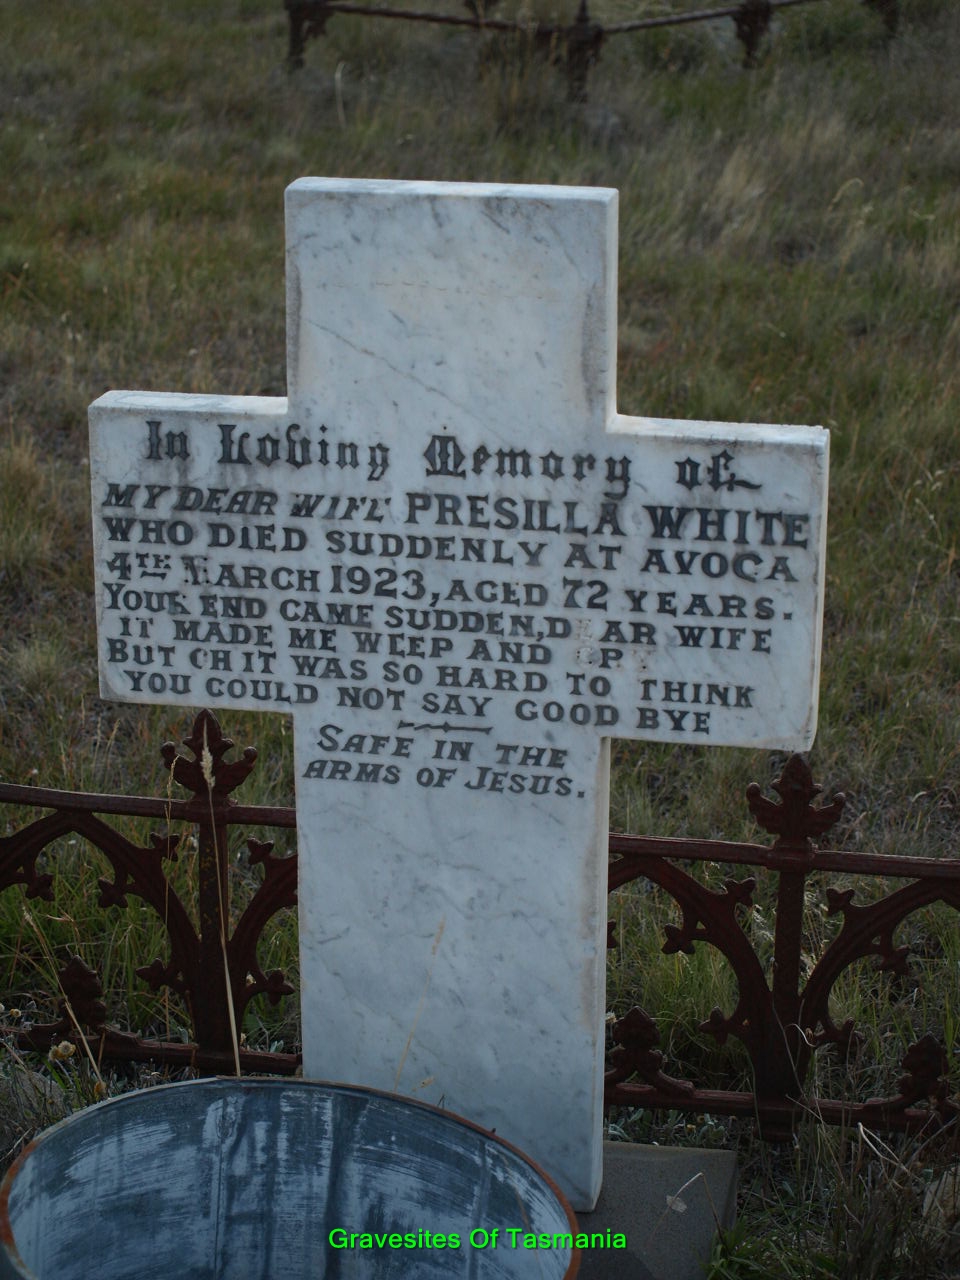 In Loving Memory of
MY DEAR WIFE PRESILLA WHITE
WHO DIED SUDDENLY AT AVOCA
4TH MARCH 1923, AGED 72 YEARS.
YOUR END CAME SUDDEN, DEAR WIFE
IT MADE ME WEEP AND
BUT OH IT WAS SO HARD TO THINK
YOU COULD NOT SAY GOOD BYE
SAFE IN THE
ARMS OF JESUS.
Gravesites Of Tasmania